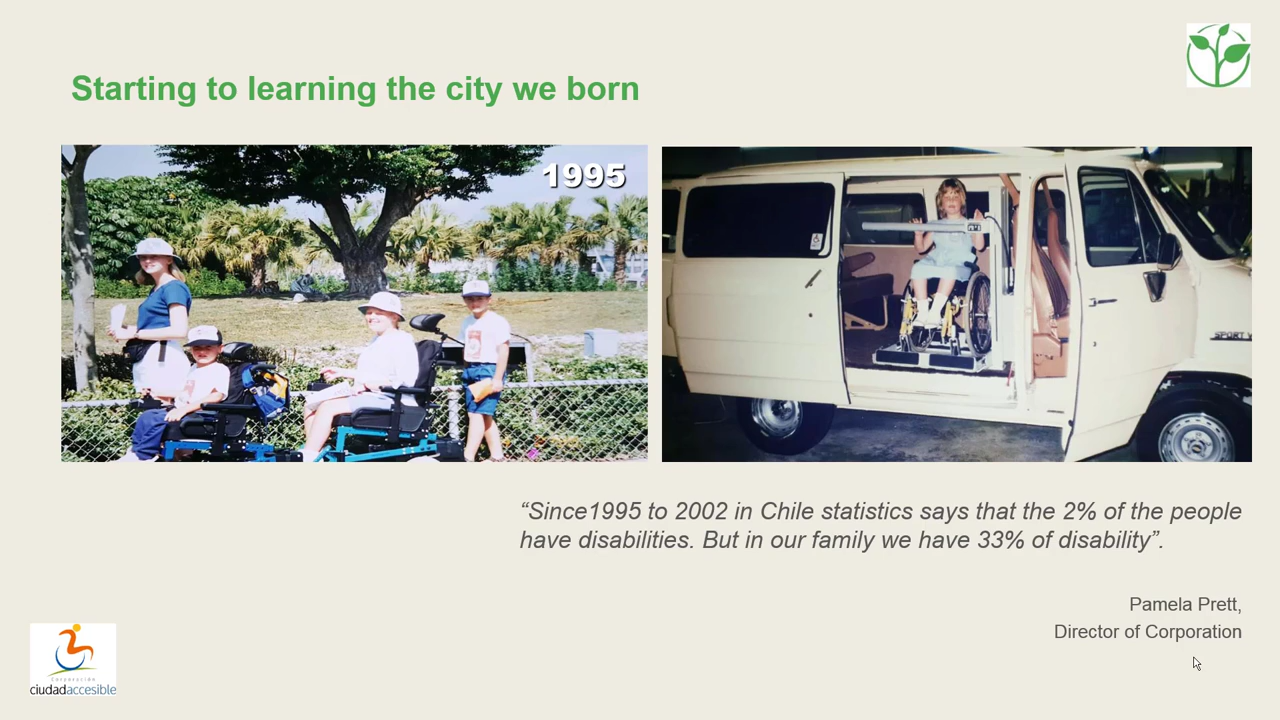 Starting to learning the city we born
1995
SPORT V
“Since1995 to 2002 in Chile statistics says that the 2% of the people
have disabilities. But in our family we have 33% of disability”.
Pamela Prett,
Director of Corporation
Corporación
ciudadaccesible